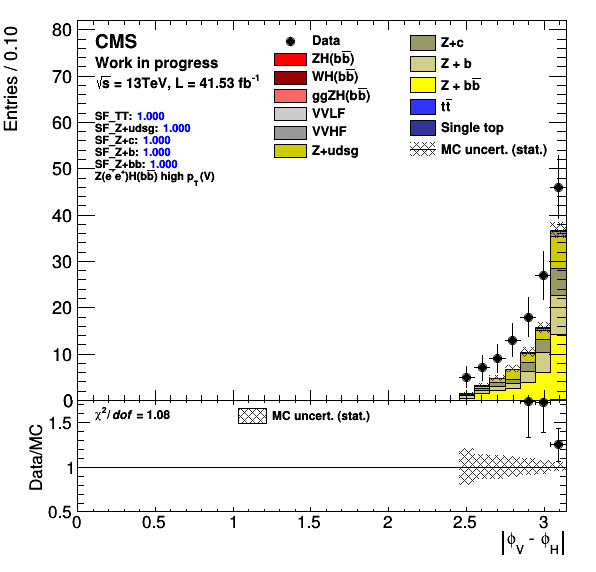 CMS
Work in progress
√s = 13TeV, L = 41.53 fb⁻¹
SF_TT: 1.000
SF_Z+udsg: 1.000
SF_Z+c: 1.000
SF_Z+b: 1.000
SF_Z+bb: 1.000
Z(e⁻e⁺)H(bb̅) high p_T(V)
Data
ZH(bb̅)
WH(bb̅)
ggZH(bb̅)
VVLF
VVHF
Z+udsg
Z+c
Z + b
Z + bb̅
tt̅
Single top
MC uncert. (stat.)
Entries / 0.10
80
70
60
50
40
30
20
10
0
χ²/dof = 1.08
MC uncert. (stat.)
Data/MC
1.5
1
0.5
0 0.5 1 1.5 2 2.5 3
|ϕ_V - ϕ_H|